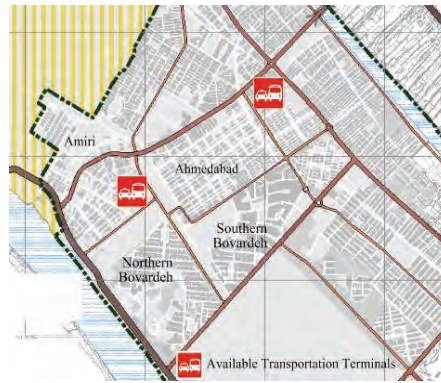 Amiri
Ahmedabad
Southern
Bovardeh
Northern
Bovardeh
Available Transportation Terminals